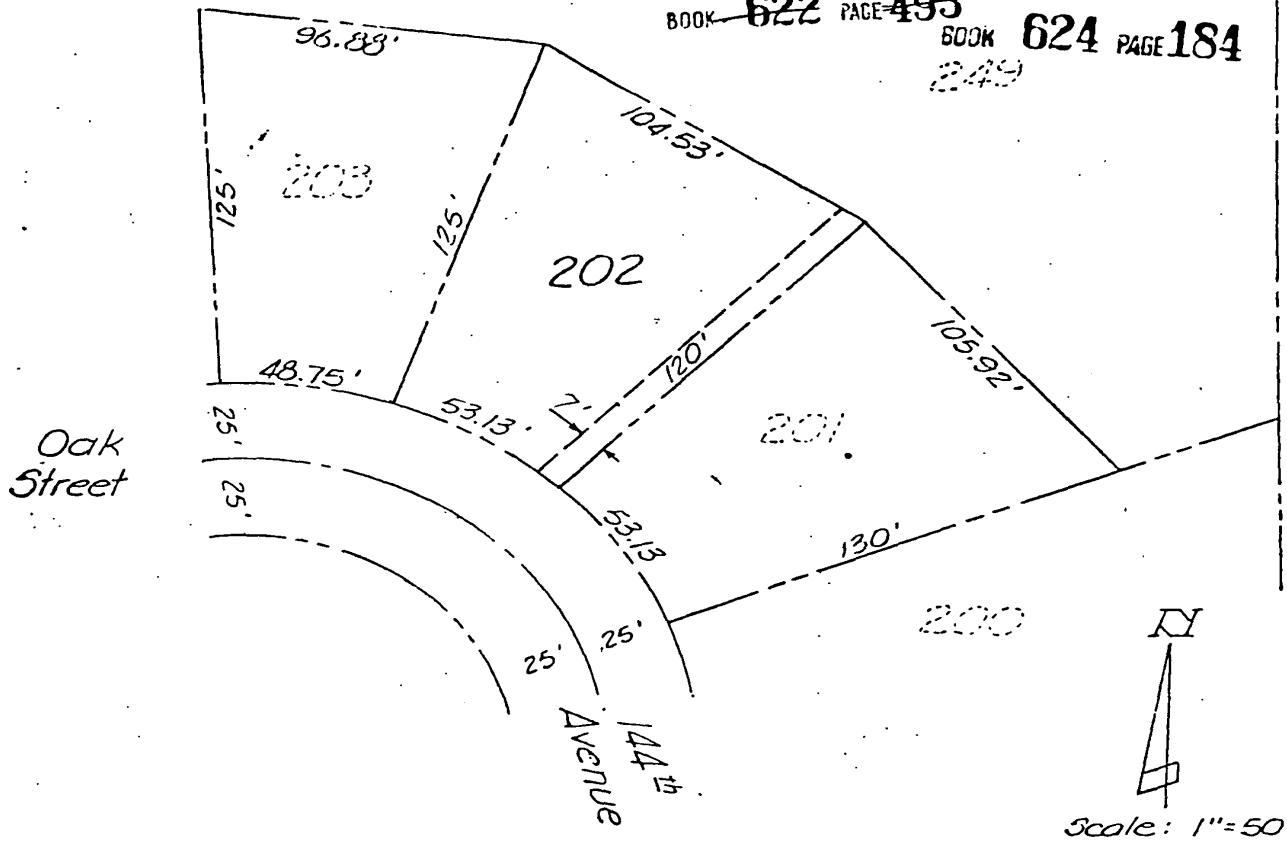 BOOK 622 PAGE 495
BOOK 624 PAGE 184
249
96.88'
104.53'
203
125'
125'
202
120'
105.92'
48.75'
53.13'
7'
201
25'
Oak
Street
25'
53.13
130'
200
25'
25'
144th
Avenue
N
Scale: 1"=50